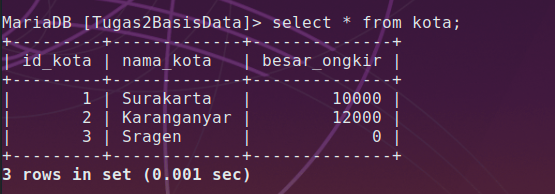 MariaDB [Tugas2BasisData]> select * from kota;
+---------+-------------+--------------+
| id_kota | nama_kota   | besar_ongkir |
+---------+-------------+--------------+
|       1 | Surakarta   |        10000 |
|       2 | Karanganyar |        12000 |
|       3 | Sragen      |            0 |
+---------+-------------+--------------+
3 rows in set (0.001 sec)